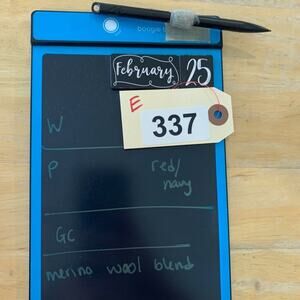 boogie board
February 25
E
337
W
P red/
navy
GC
merino wool blend